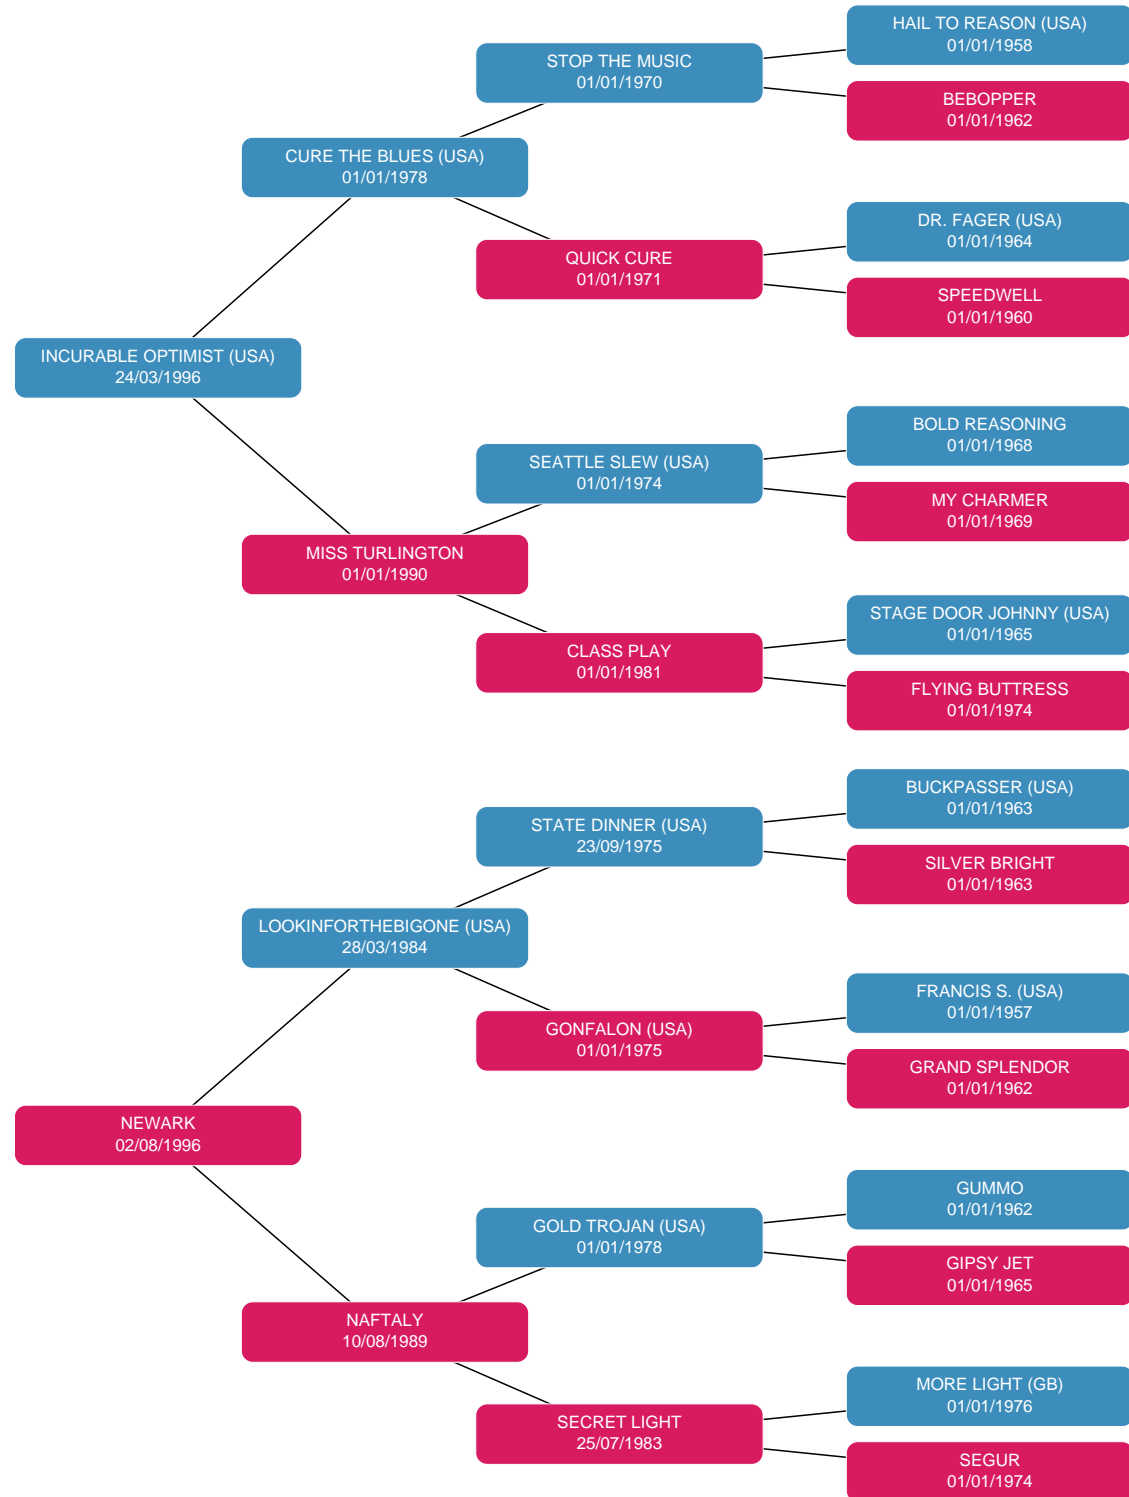 HAIL TO REASON (USA)
01/01/1958
STOP THE MUSIC
01/01/1970
BEBOPPER
01/01/1962
CURE THE BLUES (USA)
01/01/1978
DR. FAGER (USA)
01/01/1964
QUICK CURE
01/01/1971
SPEEDWELL
01/01/1960
INCURABLE OPTIMIST (USA)
24/03/1996
BOLD REASONING
01/01/1968
SEATTLE SLEW (USA)
01/01/1974
MY CHARMER
01/01/1969
MISS TURLINGTON
01/01/1990
STAGE DOOR JOHNNY (USA)
01/01/1965
CLASS PLAY
01/01/1981
FLYING BUTTRESS
01/01/1974
BUCKPASSER (USA)
01/01/1963
STATE DINNER (USA)
23/09/1975
SILVER BRIGHT
01/01/1963
LOOKINFORTHEBIGONE (USA)
28/03/1984
FRANCIS S. (USA)
01/01/1957
GONFALON (USA)
01/01/1975
GRAND SPLENDOR
01/01/1962
NEWARK
02/08/1996
GUMMO
01/01/1962
GOLD TROJAN (USA)
01/01/1978
GIPSY JET
01/01/1965
NAFTALY
10/08/1989
MORE LIGHT (GB)
01/01/1976
SECRET LIGHT
25/07/1983
SEGUR
01/01/1974